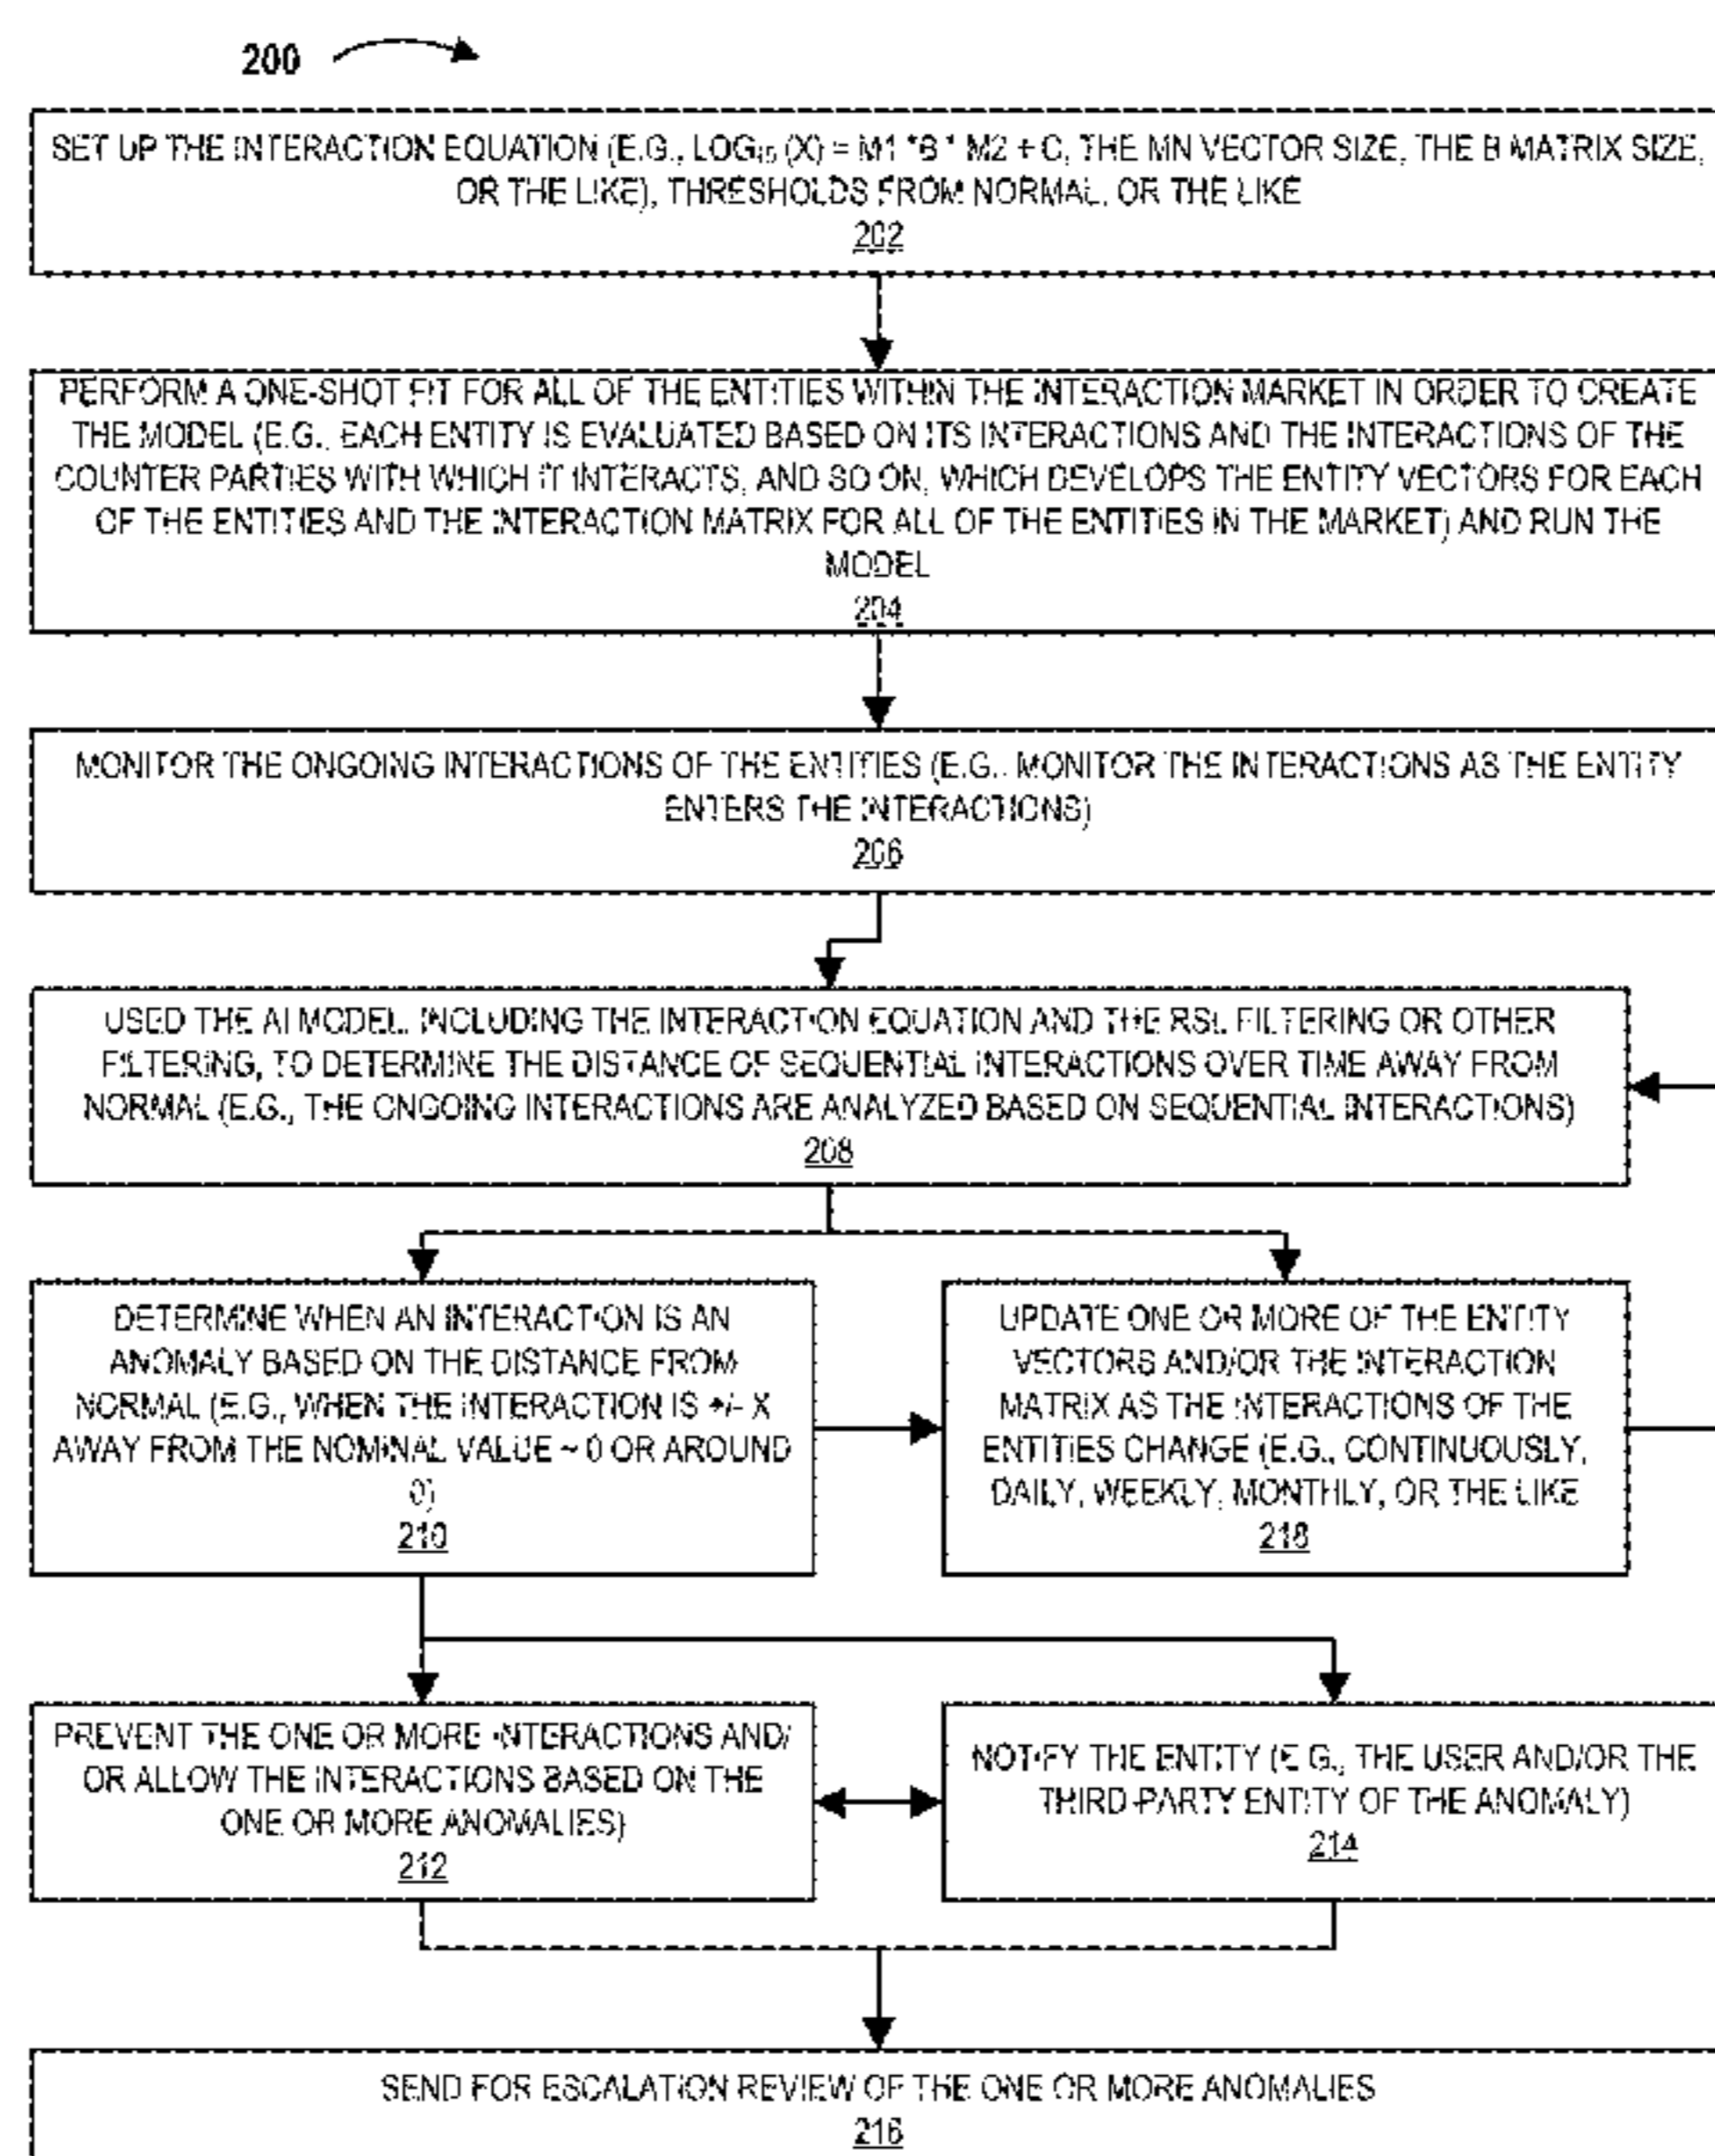 200
SET UP THE INTERACTION EQUATION (E.G., LOG₁₀ (X) = M1 * B * M2 + C, THE MN VECTOR SIZE, THE B MATRIX SIZE,
OR THE LIKE), THRESHOLDS FROM NORMAL, OR THE LIKE
202
PERFORM A ONE-SHOT FIT FOR ALL OF THE ENTITIES WITHIN THE INTERACTION MARKET IN ORDER TO CREATE
THE MODEL (E.G., EACH ENTITY IS EVALUATED BASED ON ITS INTERACTIONS AND THE INTERACTIONS OF THE
COUNTER PARTIES WITH WHICH IT INTERACTS, AND SO ON, WHICH DEVELOPS THE ENTITY VECTORS FOR EACH
OF THE ENTITIES AND THE INTERACTION MATRIX FOR ALL OF THE ENTITIES IN THE MARKET) AND RUN THE
MODEL
204
MONITOR THE ONGOING INTERACTIONS OF THE ENTITIES (E.G., MONITOR THE INTERACTIONS AS THE ENTITY
ENTERS THE INTERACTIONS)
206
USED THE AI MODEL, INCLUDING THE INTERACTION EQUATION AND THE RSL FILTERING OR OTHER
FILTERING, TO DETERMINE THE DISTANCE OF SEQUENTIAL INTERACTIONS OVER TIME AWAY FROM
NORMAL (E.G., THE ONGOING INTERACTIONS ARE ANALYZED BASED ON SEQUENTIAL INTERACTIONS)
208
DETERMINE WHEN AN INTERACTION IS AN
ANOMALY BASED ON THE DISTANCE FROM
NORMAL (E.G., WHEN THE INTERACTION IS +/- X
AWAY FROM THE NOMINAL VALUE ~ 0 OR AROUND
0)
210
UPDATE ONE OR MORE OF THE ENTITY
VECTORS AND/OR THE INTERACTION
MATRIX AS THE INTERACTIONS OF THE
ENTITIES CHANGE (E.G., CONTINUOUSLY,
DAILY, WEEKLY, MONTHLY, OR THE LIKE
218
PREVENT THE ONE OR MORE INTERACTIONS AND/
OR ALLOW THE INTERACTIONS BASED ON THE
ONE OR MORE ANOMALIES)
212
NOTIFY THE ENTITY (E.G., THE USER AND/OR THE
THIRD-PARTY ENTITY OF THE ANOMALY)
214
SEND FOR ESCALATION REVIEW OF THE ONE OR MORE ANOMALIES
216